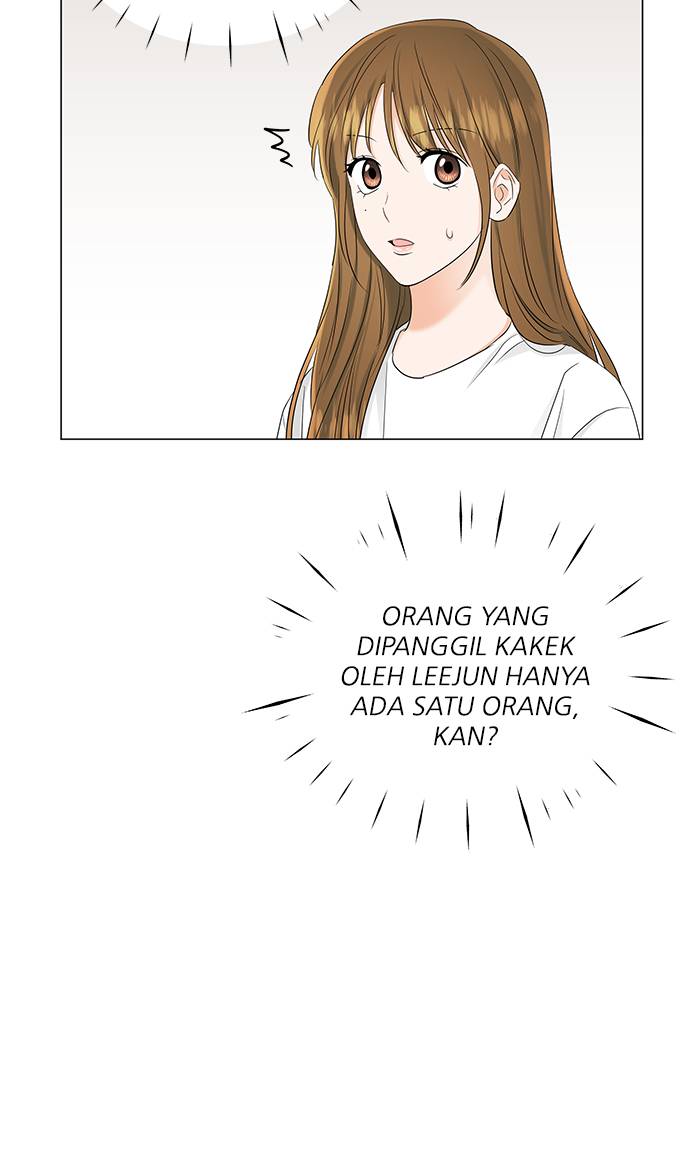 ORANG YANG
DIPANGGIL KAKEK
OLEH LEEJUN HANYA
ADA SATU ORANG,
KAN?